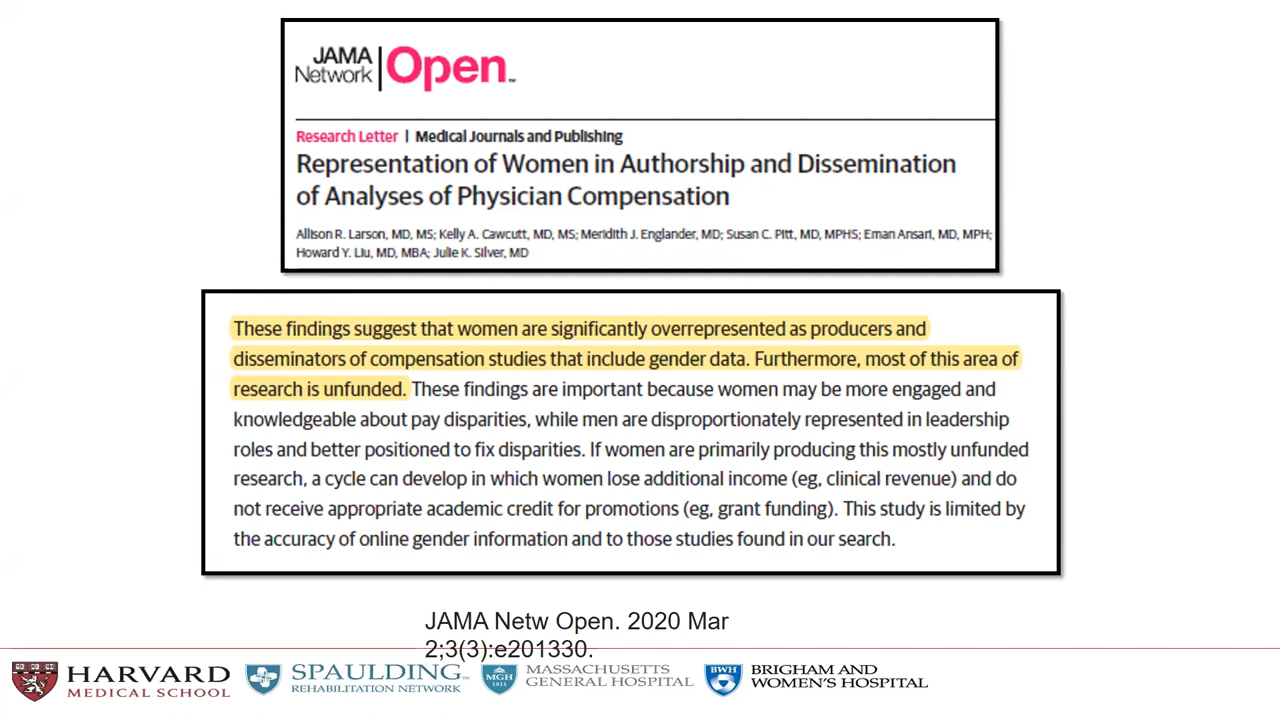 JAMA
Network
Open™
Research Letter | Medical Journals and Publishing
Representation of Women in Authorship and Dissemination
of Analyses of Physician Compensation
Allison R. Larson, MD, MS; Kelly A. Cawcutt, MD, MS; Meridith J. Englander, MD; Susan C. Pitt, MD, MPHS; Eman Ansari, MD, MPH;
Howard Y. Liu, MD, MBA; Julie K. Silver, MD
These findings suggest that women are significantly overrepresented as producers and
disseminators of compensation studies that include gender data. Furthermore, most of this area of
research is unfunded. These findings are important because women may be more engaged and
knowledgeable about pay disparities, while men are disproportionately represented in leadership
roles and better positioned to fix disparities. If women are primarily producing this mostly unfunded
research, a cycle can develop in which women lose additional income (eg, clinical revenue) and do
not receive appropriate academic credit for promotions (eg, grant funding). This study is limited by
the accuracy of online gender information and to those studies found in our search.
JAMA Netw Open. 2020 Mar
2;3(3):e201330.
HARVARD
MEDICAL SCHOOL
SPAULDING™
REHABILITATION NETWORK
MGH
1811
MASSACHUSETTS
GENERAL HOSPITAL
BWH
BRIGHAM AND
WOMEN'S HOSPITAL